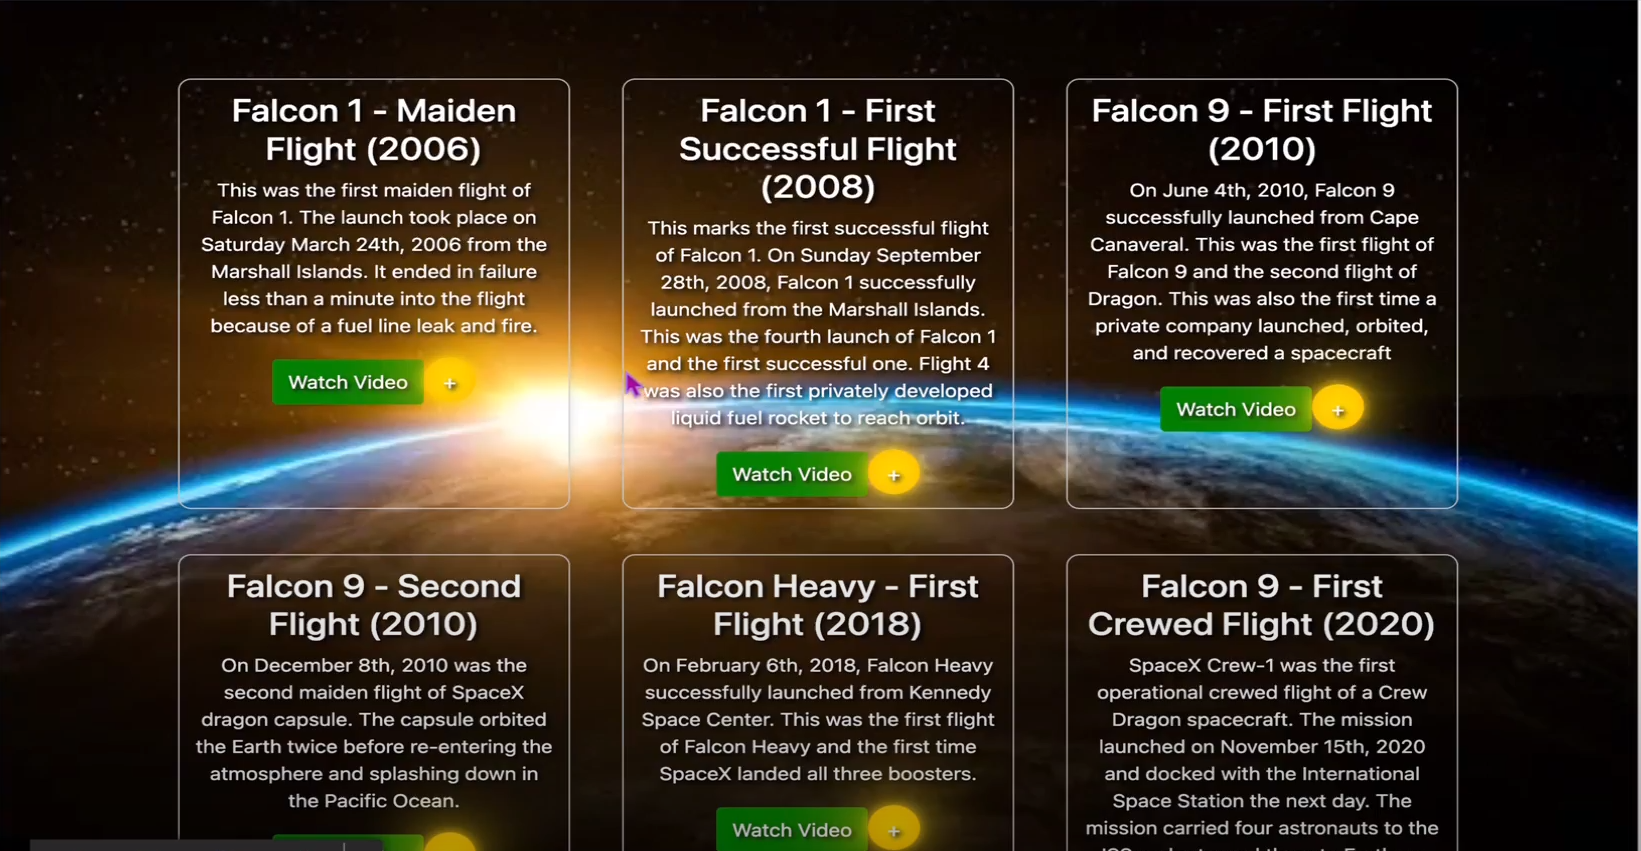 Falcon 1 - Maiden
Flight (2006)
This was the first maiden flight of
Falcon 1. The launch took place on
Saturday March 24th, 2006 from the
Marshall Islands. It ended in failure
less than a minute into the flight
because of a fuel line leak and fire.
Watch Video +
Falcon 1 - First
Successful Flight
(2008)
This marks the first successful flight
of Falcon 1. On Sunday September
28th, 2008, Falcon 1 successfully
launched from the Marshall Islands.
This was the fourth launch of Falcon 1
and the first successful one. Flight 4
was also the first privately developed
liquid fuel rocket to reach orbit.
Watch Video +
Falcon 9 - First Flight
(2010)
On June 4th, 2010, Falcon 9
successfully launched from Cape
Canaveral. This was the first flight of
Falcon 9 and the second flight of
Dragon. This was also the first time a
private company launched, orbited,
and recovered a spacecraft
Watch Video +
Falcon 9 - Second
Flight (2010)
On December 8th, 2010 was the
second maiden flight of SpaceX
dragon capsule. The capsule orbited
the Earth twice before re-entering the
atmosphere and splashing down in
the Pacific Ocean.
Falcon Heavy - First
Flight (2018)
On February 6th, 2018, Falcon Heavy
successfully launched from Kennedy
Space Center. This was the first flight
of Falcon Heavy and the first time
SpaceX landed all three boosters.
Watch Video +
Falcon 9 - First
Crewed Flight (2020)
SpaceX Crew-1 was the first
operational crewed flight of a Crew
Dragon spacecraft. The mission
launched on November 15th, 2020
and docked with the International
Space Station the next day. The
mission carried four astronauts to the